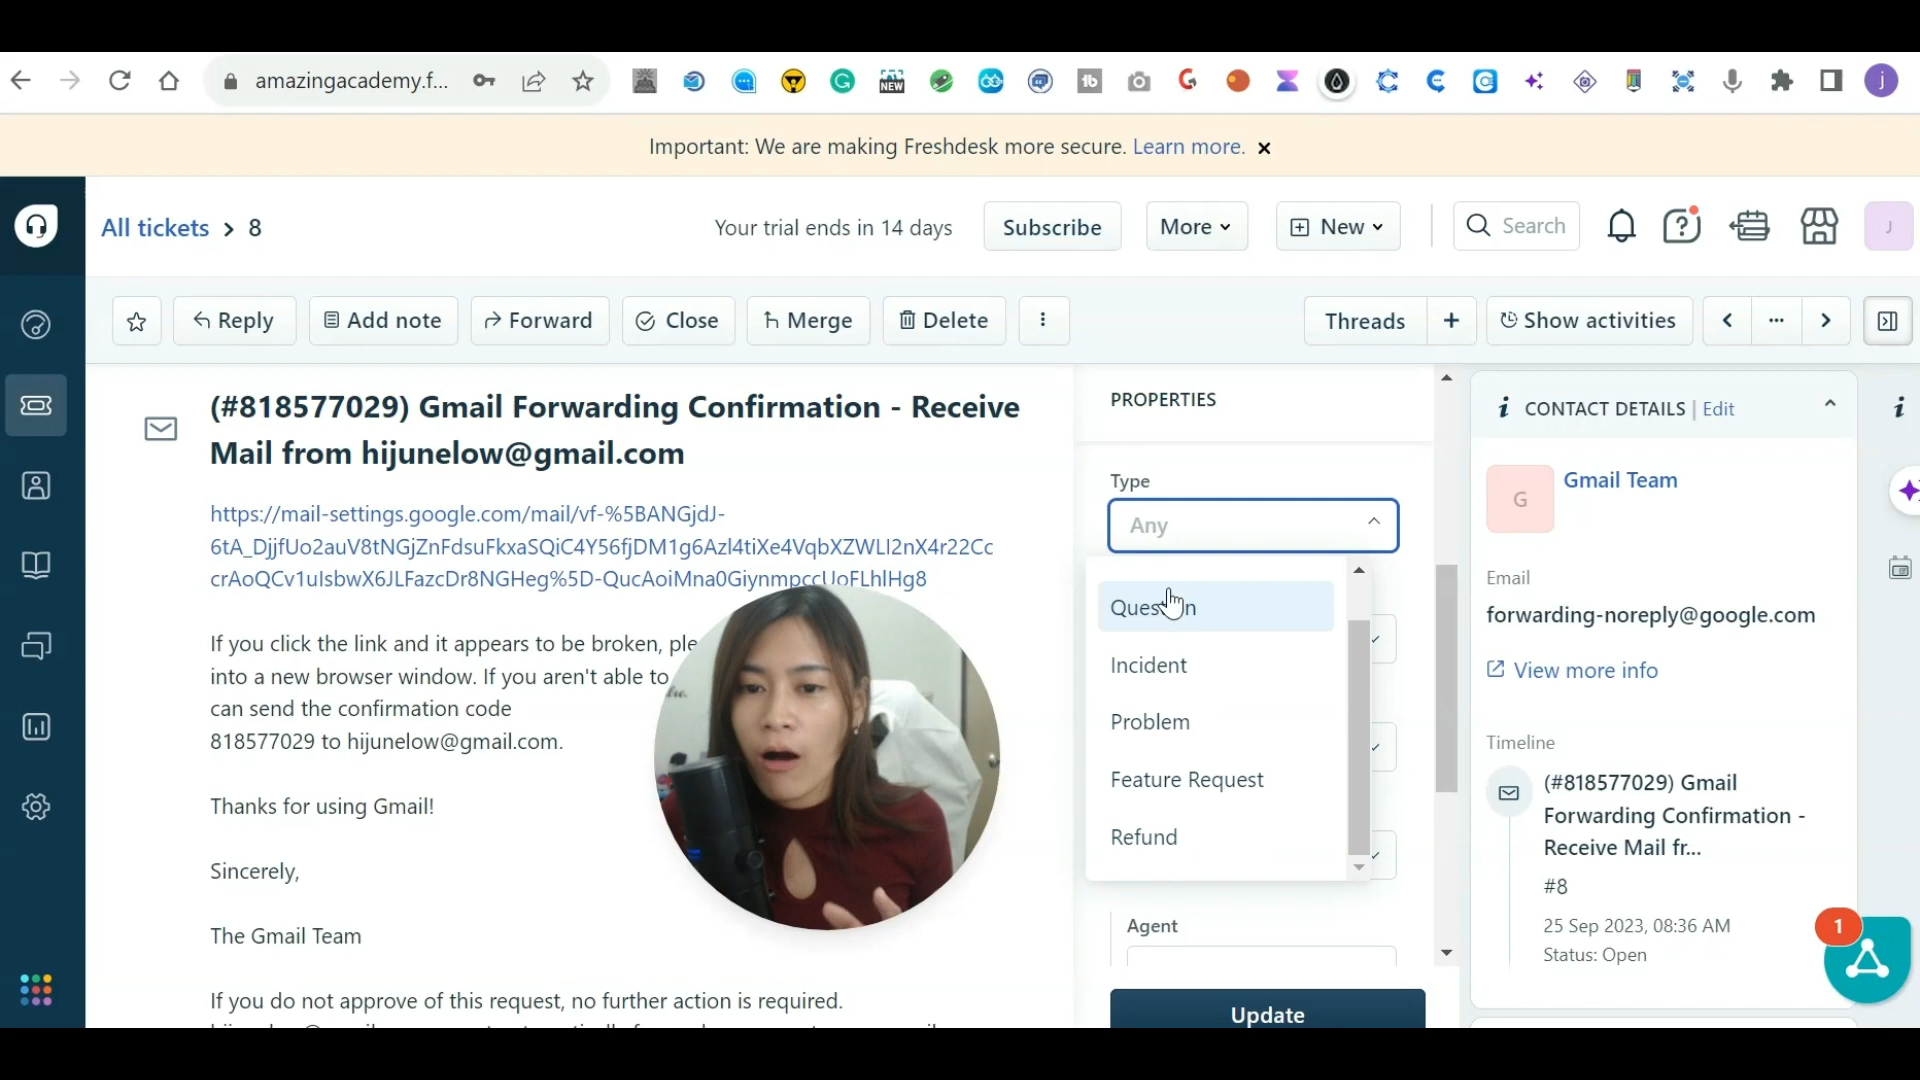 amazingacademy.f...
NEW
j
Important: We are making Freshdesk more secure. Learn more.
All tickets > 8
Your trial ends in 14 days
Subscribe
More
New
Search
J
Reply
Add note
Forward
Close
Merge
Delete
Threads
Show activities
(#818577029) Gmail Forwarding Confirmation - Receive
Mail from hijunelow@gmail.com
https://mail-settings.google.com/mail/vf-%5BANGjdJ-
6tA_DjjfUo2auV8tNGjZnFdsuFkxaSQiC4Y56fjDM1g6Azl4tiXe4VqbXZWLI2nX4r22Cc
crAoQCv1ulsbwX6JLFazcDr8NGHeg%5D-QucAoiMna0GiynmpccUoFLhlHg8
If you click the link and it appears to be broken, ple
into a new browser window. If you aren't able to
can send the confirmation code
818577029 to hijunelow@gmail.com.
Thanks for using Gmail!
Sincerely,
The Gmail Team
If you do not approve of this request, no further action is required.
PROPERTIES
Type
Any
Question
Incident
Problem
Feature Request
Refund
Agent
Update
CONTACT DETAILS | Edit
G
Gmail Team
Email
forwarding-noreply@google.com
View more info
Timeline
(#818577029) Gmail
Forwarding Confirmation -
Receive Mail fr...
#8
25 Sep 2023, 08:36 AM
Status: Open
1